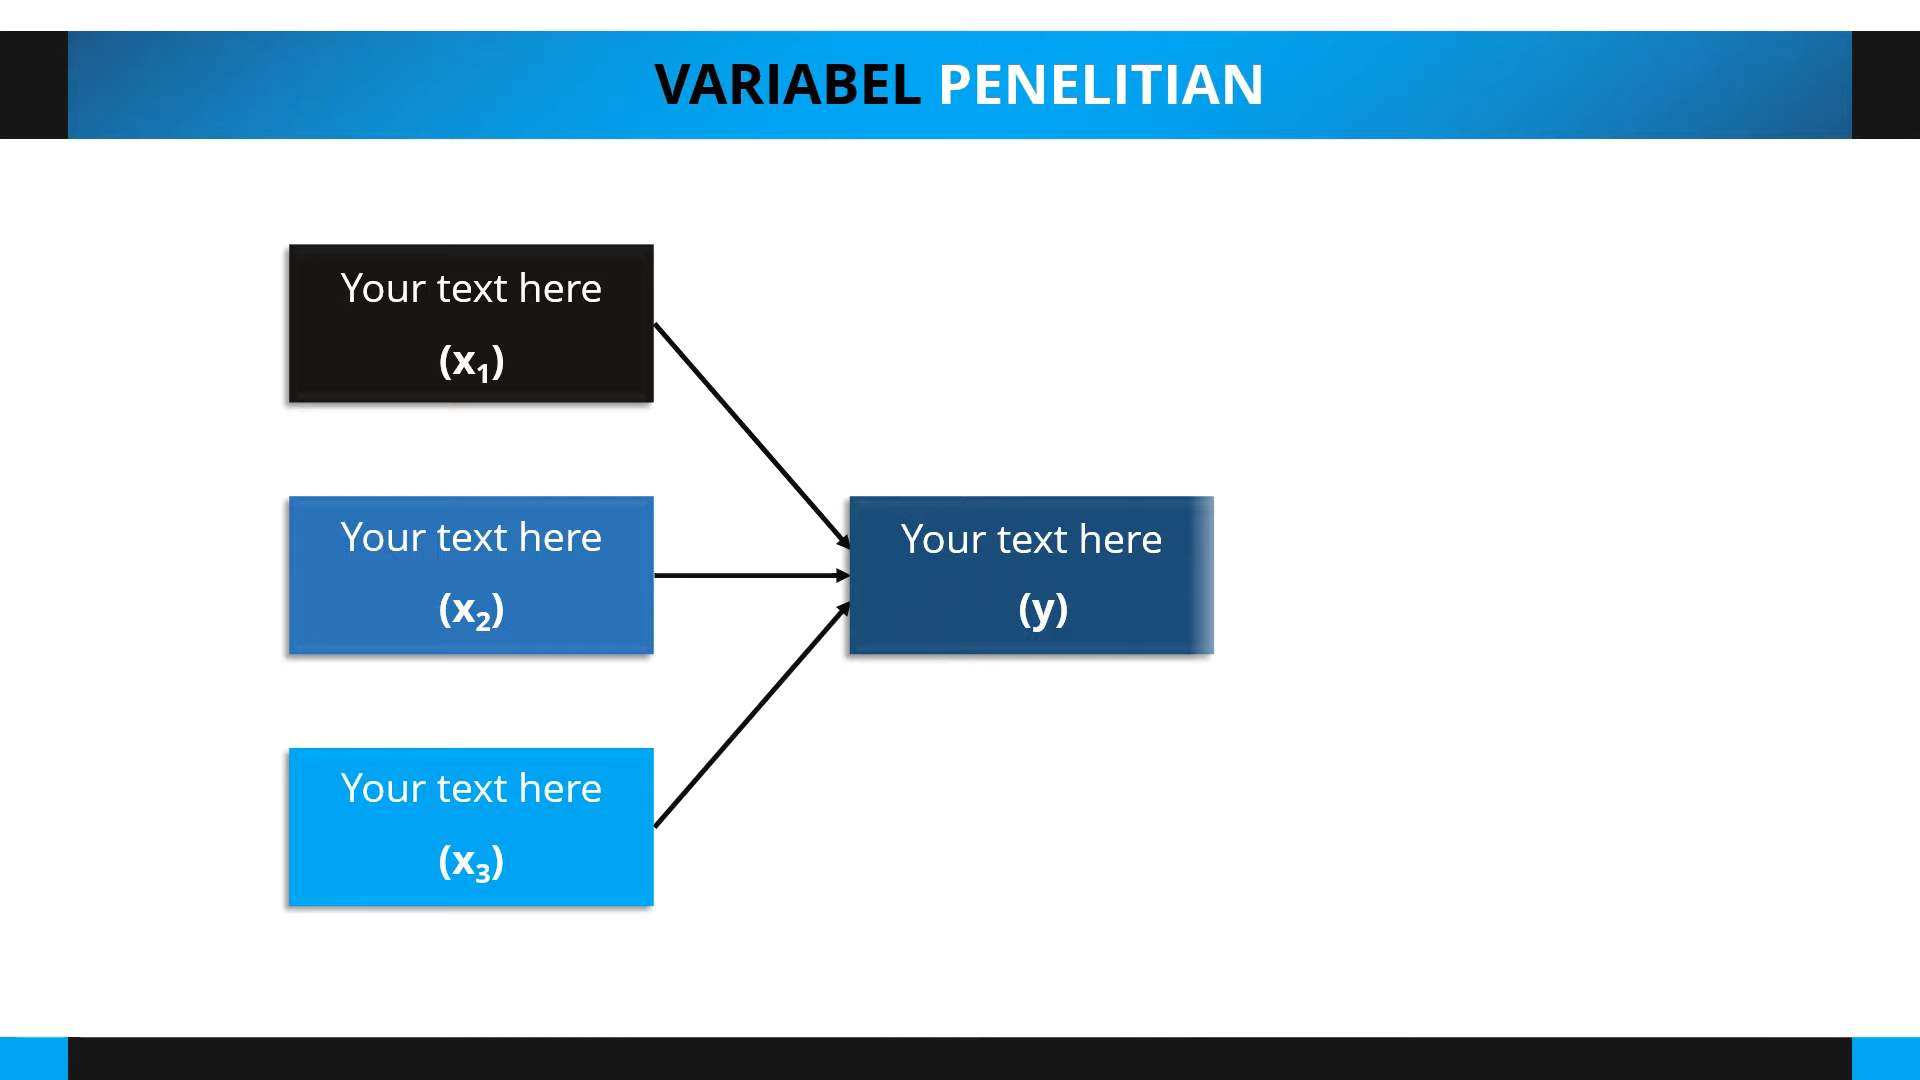 VARIABEL PENELITIAN
Your text here
(x₁)
Your text here
(x₂)
Your text here
(y)
Your text here
(x₃)